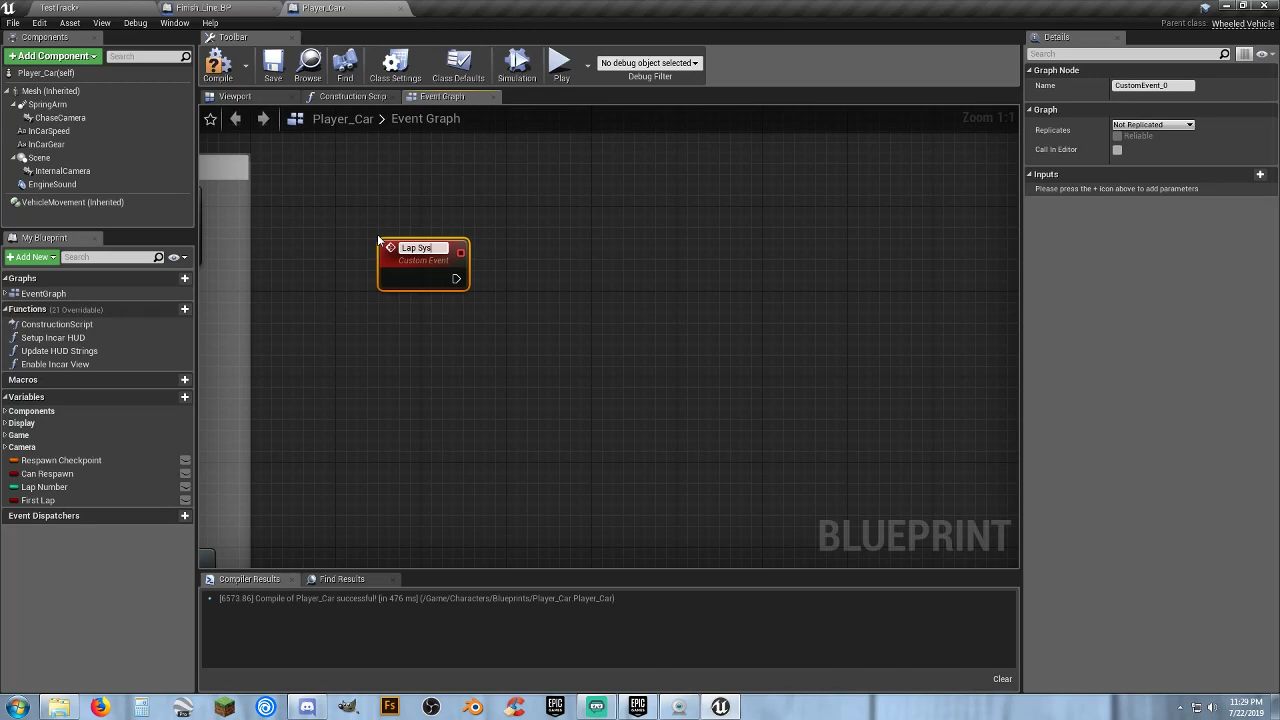 TestTrack•
Finish_Line_BP
Player_Car•
File Edit Asset View Debug Window Help
Parent class: Wheeled Vehicle
Components
Toolbar
Details
Add Component
Search
Player_Car(self)
Mesh (Inherited)
SpringArm
ChaseCamera
InCarSpeed
InCarGear
Scene
InternalCamera
EngineSound
VehicleMovement (Inherited)
Compile
Save
Browse
Find
Class Settings
Class Defaults
Simulation
Play
No debug object selected
Debug Filter
Viewport
Construction Scrip
Event Graph
Player_Car > Event Graph
Zoom 1:1
Lap Sys
Custom Event
BLUEPRINT
Search
Graph Node
Name CustomEvent_0
Graph
Replicates Not Replicated
Reliable
Call In Editor
Inputs
Please press the + icon above to add parameters
My Blueprint
Add New
Search
Graphs
EventGraph
Functions (21 Overridable)
ConstructionScript
Setup Incar HUD
Update HUD Strings
Enable Incar View
Macros
Variables
Components
Display
Game
Camera
Respawn Checkpoint
Can Respawn
Lap Number
First Lap
Event Dispatchers
Compiler Results
Find Results
[6573.86] Compile of Player_Car successful! [in 476 ms] (/Game/Characters/Blueprints/Player_Car.Player_Car)
Clear
Fs
EPIC GAMES
EPIC GAMES
11:29 PM
7/22/2019